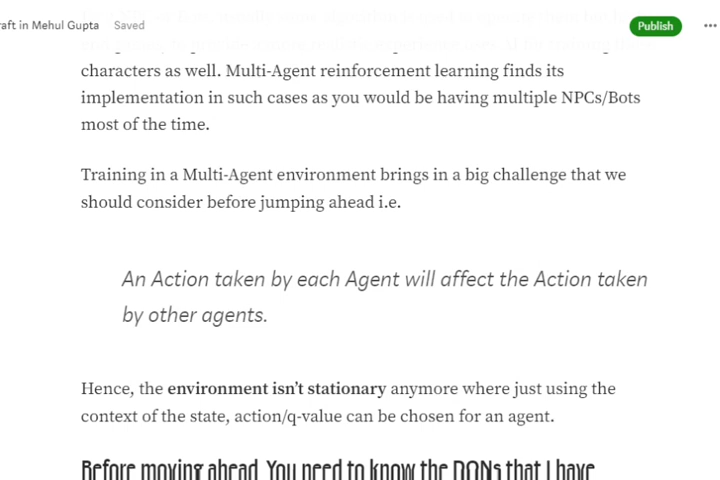 raft in Mehul Gupta Saved Publish
characters as well. Multi-Agent reinforcement learning finds its
implementation in such cases as you would be having multiple NPCs/Bots
most of the time.
Training in a Multi-Agent environment brings in a big challenge that we
should consider before jumping ahead i.e.
An Action taken by each Agent will affect the Action taken
by other agents.
Hence, the environment isn't stationary anymore where just using the
context of the state, action/q-value can be chosen for an agent.
Before moving ahead, You need to know the DQNs that I have